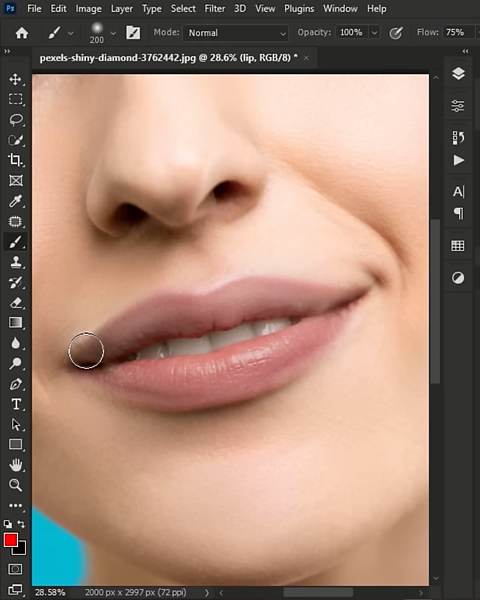 Ps File Edit Image Layer Type Select Filter 3D View Plugins Window Help
200 Mode: Normal Opacity: 100% Flow: 75%
pexels-shiny-diamond-3762442.jpg @ 28.6% (lip, RGB/8) * ×
A
T
28.58% 2000 px x 2997 px (72 ppi)